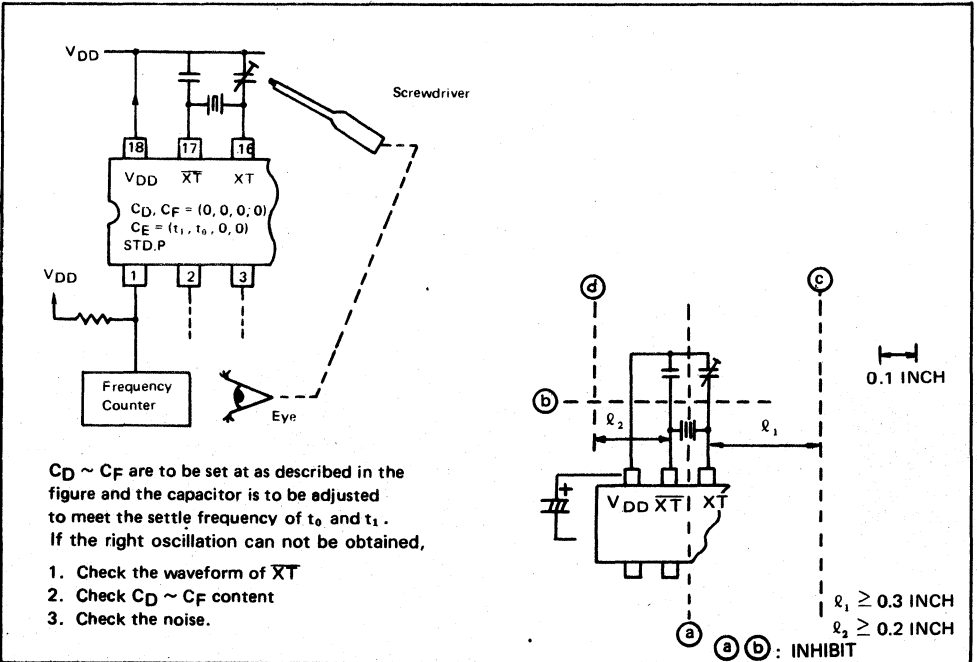 VDD
Screwdriver
18 17 16
VDD X̅T̅ XT
CD, CF = (0, 0, 0, 0)
CE = (t₁, t₀, 0, 0)
STD.P
VDD
1 2 3
Frequency
Counter
Eye
CD ~ CF are to be set at as described in the
figure and the capacitor is to be adjusted
to meet the settle frequency of t₀ and t₁.
If the right oscillation can not be obtained,
1. Check the waveform of X̅T̅
2. Check CD ~ CF content
3. Check the noise.
d
c
0.1 INCH
b
ℓ₂
ℓ₁
+
VDD X̅T̅ XT
ℓ₁ ≥ 0.3 INCH
ℓ₂ ≥ 0.2 INCH
a
a b : INHIBIT